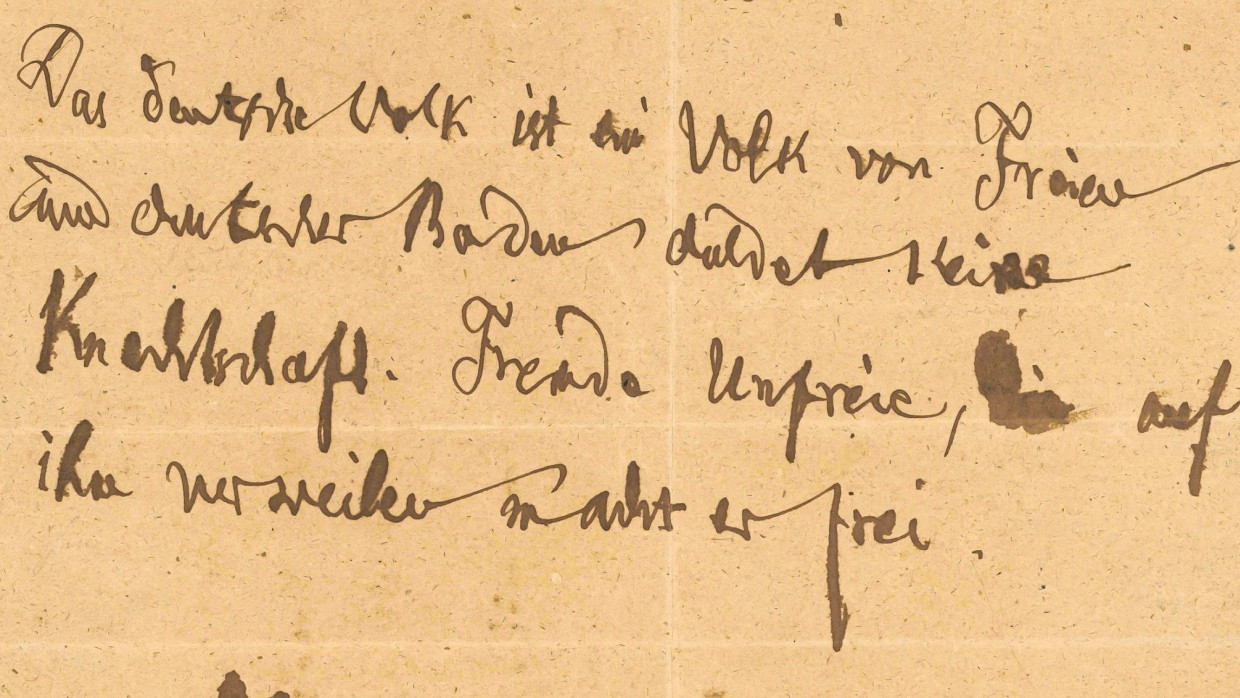 Das deutsche Volk ist ein Volk von Freien
und deutscher Boden duldet keine
Knechtschaft. Fremde Unfreie, die auf
ihm verweilen macht er frei.